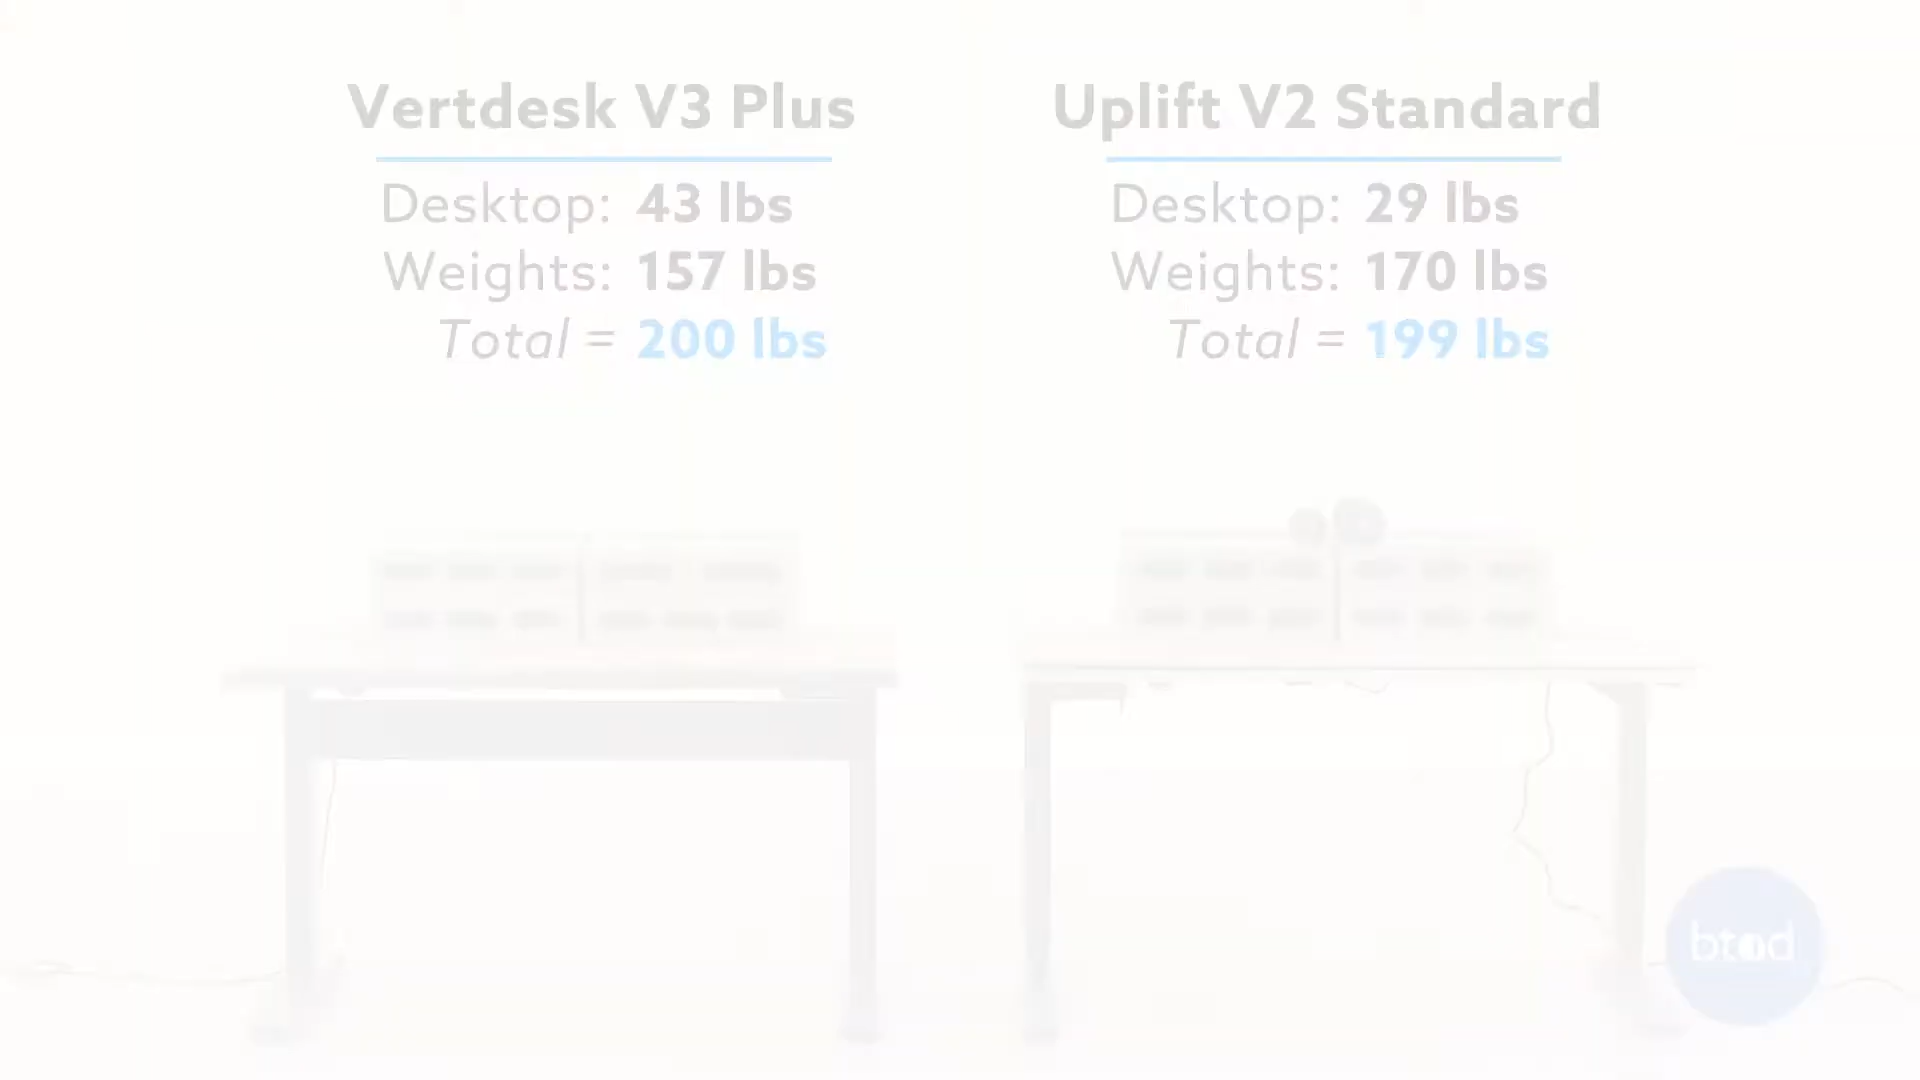 Vertdesk V3 Plus
Desktop: 43 lbs
Weights: 157 lbs
Total = 200 lbs
Uplift V2 Standard
Desktop: 29 lbs
Weights: 170 lbs
Total = 199 lbs
btod